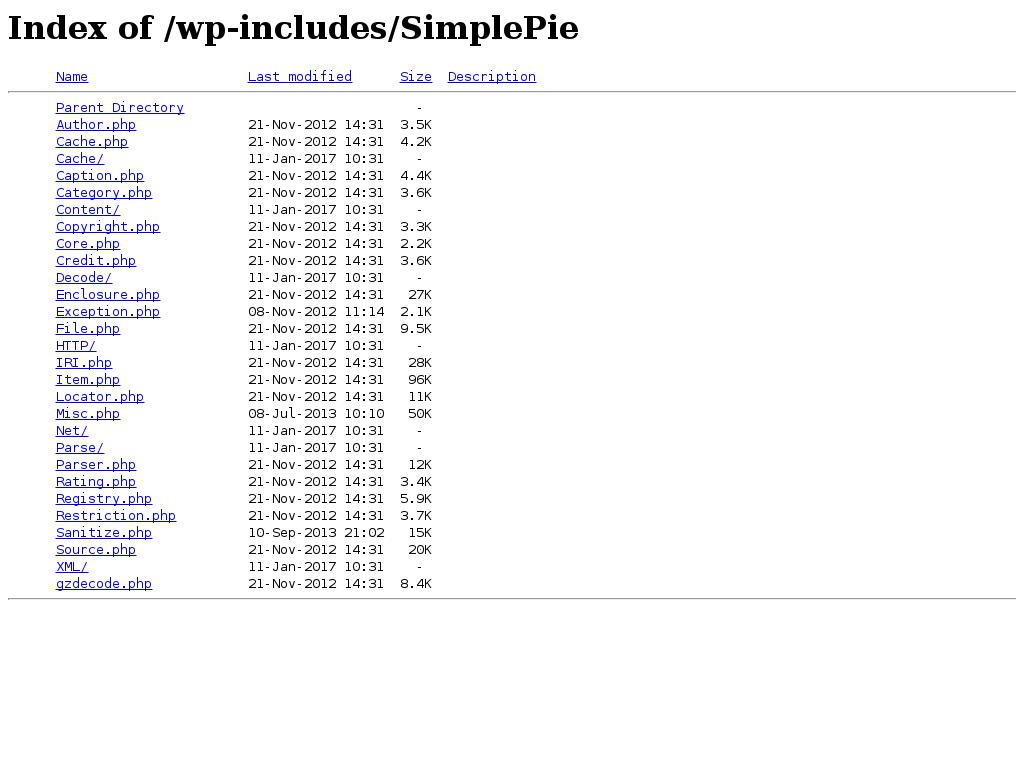 Index of /wp-includes/SimplePie
Name Last modified Size Description
Parent Directory -
Author.php 21-Nov-2012 14:31 3.5K
Cache.php 21-Nov-2012 14:31 4.2K
Cache/ 11-Jan-2017 10:31 -
Caption.php 21-Nov-2012 14:31 4.4K
Category.php 21-Nov-2012 14:31 3.6K
Content/ 11-Jan-2017 10:31 -
Copyright.php 21-Nov-2012 14:31 3.3K
Core.php 21-Nov-2012 14:31 2.2K
Credit.php 21-Nov-2012 14:31 3.6K
Decode/ 11-Jan-2017 10:31 -
Enclosure.php 21-Nov-2012 14:31 27K
Exception.php 08-Nov-2012 11:14 2.1K
File.php 21-Nov-2012 14:31 9.5K
HTTP/ 11-Jan-2017 10:31 -
IRI.php 21-Nov-2012 14:31 28K
Item.php 21-Nov-2012 14:31 96K
Locator.php 21-Nov-2012 14:31 11K
Misc.php 08-Jul-2013 10:10 50K
Net/ 11-Jan-2017 10:31 -
Parse/ 11-Jan-2017 10:31 -
Parser.php 21-Nov-2012 14:31 12K
Rating.php 21-Nov-2012 14:31 3.4K
Registry.php 21-Nov-2012 14:31 5.9K
Restriction.php 21-Nov-2012 14:31 3.7K
Sanitize.php 10-Sep-2013 21:02 15K
Source.php 21-Nov-2012 14:31 20K
XML/ 11-Jan-2017 10:31 -
gzdecode.php 21-Nov-2012 14:31 8.4K